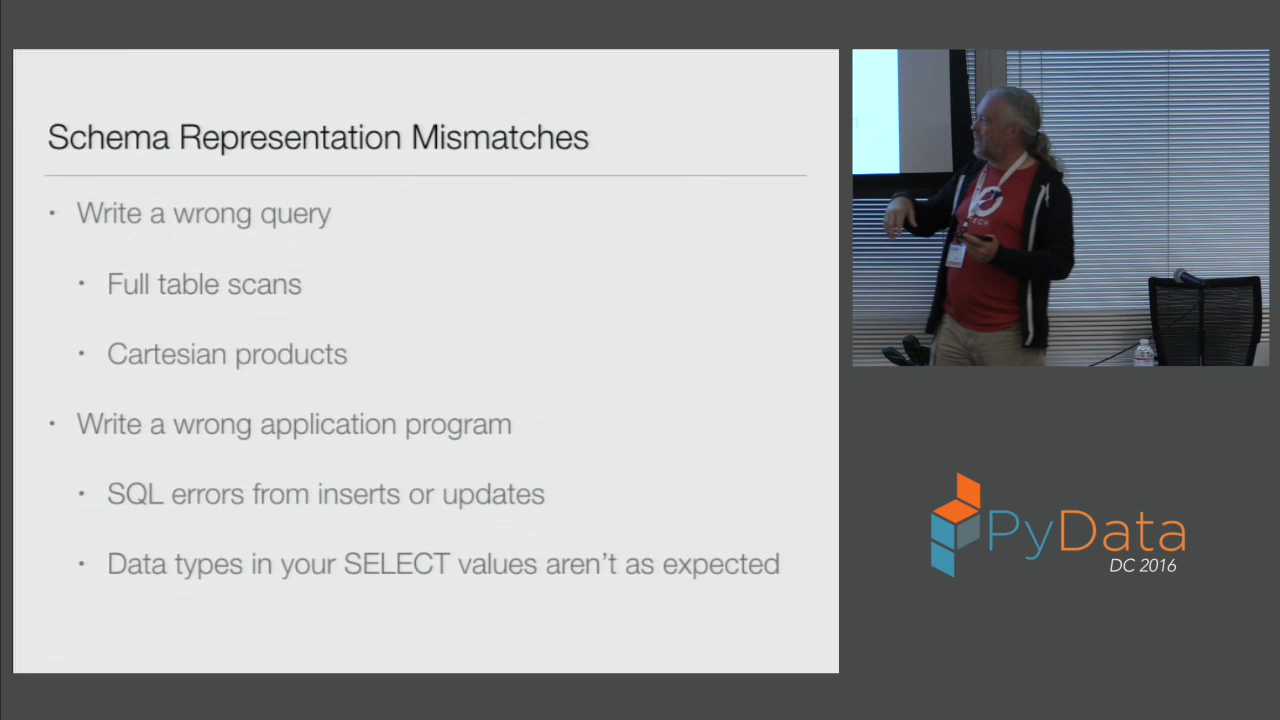 Schema Representation Mismatches
• Write a wrong query
• Full table scans
• Cartesian products
• Write a wrong application program
• SQL errors from inserts or updates
• Data types in your SELECT values aren't as expected
TECH
PyData
DC 2016